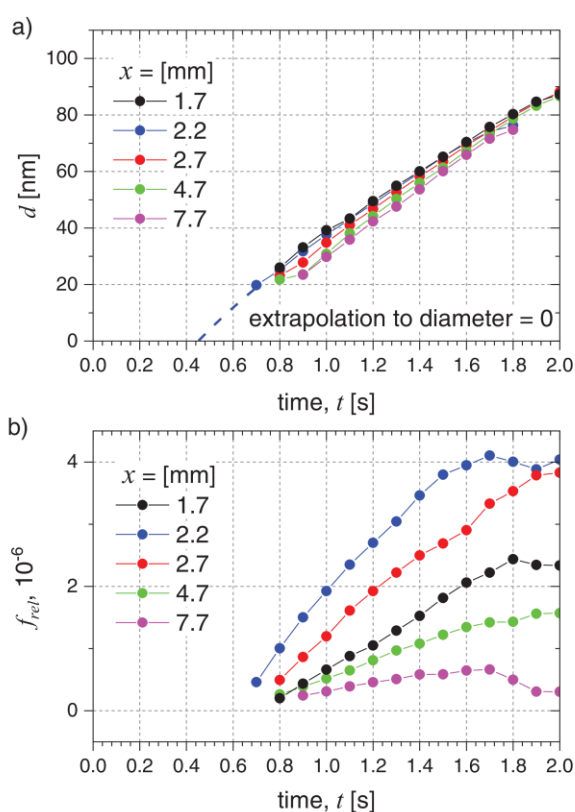 a)
100
80
60
40
20
0
d [nm]
x = [mm]
1.7
2.2
2.7
4.7
7.7
extrapolation to diameter = 0
0.0 0.2 0.4 0.6 0.8 1.0 1.2 1.4 1.6 1.8 2.0
time, t [s]
b)
4
2
0
f_rel, 10^-6
x = [mm]
1.7
2.2
2.7
4.7
7.7
0.0 0.2 0.4 0.6 0.8 1.0 1.2 1.4 1.6 1.8 2.0
time, t [s]